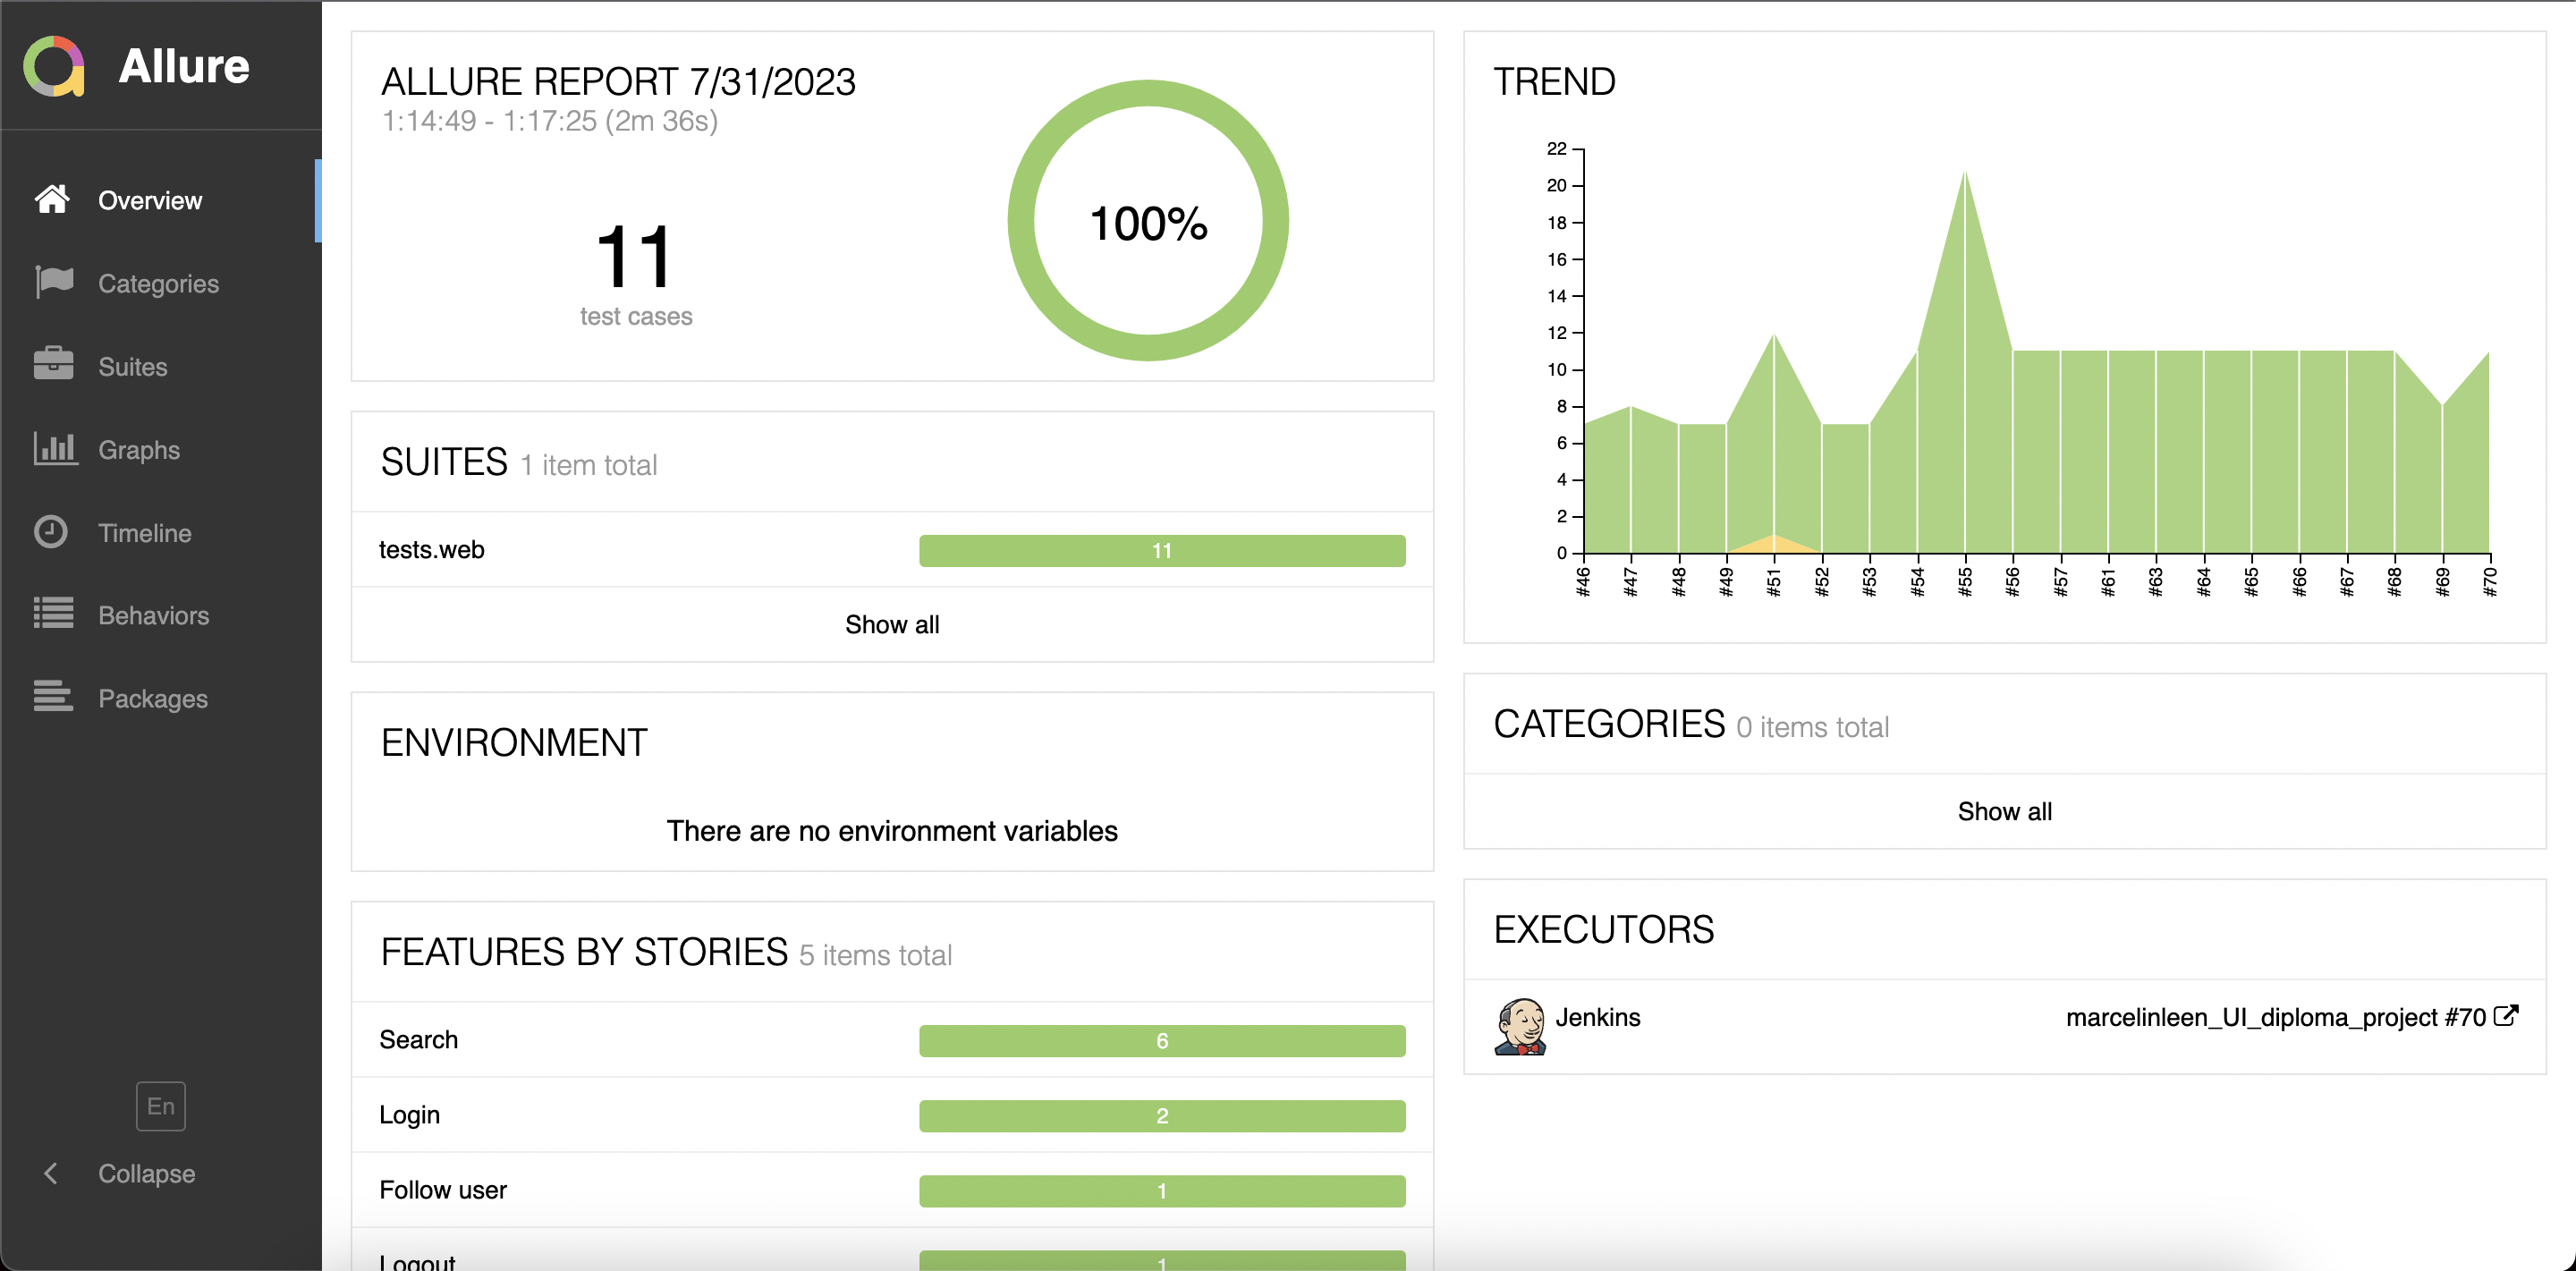 Allure
Overview
Categories
Suites
Graphs
Timeline
Behaviors
Packages
En
Collapse
ALLURE REPORT 7/31/2023
1:14:49 - 1:17:25 (2m 36s)
11
test cases
100%
SUITES 1 item total
tests.web 11
Show all
ENVIRONMENT
There are no environment variables
FEATURES BY STORIES 5 items total
Search 6
Login 2
Follow user 1
Logout 1
TREND
22
20
18
16
14
12
10
8
6
4
2
0
#46 #47 #48 #49 #51 #52 #53 #54 #55 #56 #57 #61 #63 #64 #65 #66 #67 #68 #69 #70
CATEGORIES 0 items total
Show all
EXECUTORS
Jenkins marcelinleen_UI_diploma_project #70